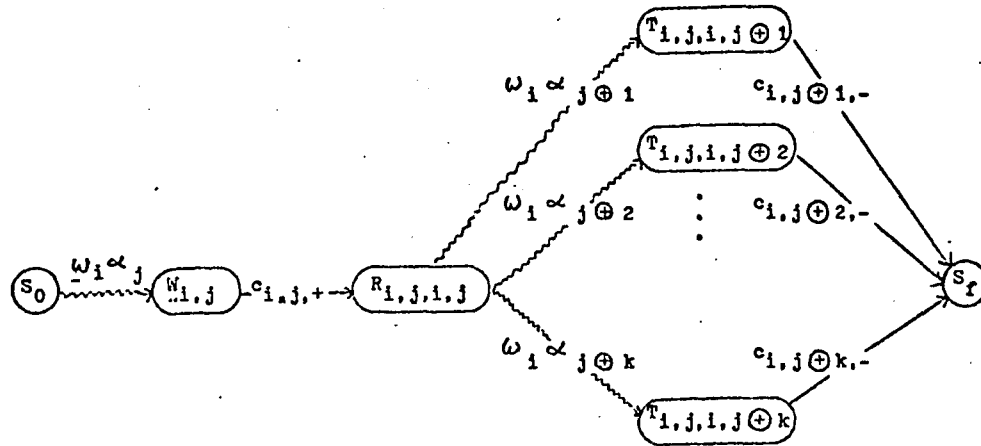 T i,j,i,j ⊕ 1
ω i α j ⊕ 1
c i,j ⊕ 1,-
T i,j,i,j ⊕ 2
ω i α j ⊕ 2
c i,j ⊕ 2,-
S 0
ω i α j
W i,j
c i,j,+
R i,j,i,j
S f
ω i α j ⊕ k
c i,j ⊕ k,-
T i,j,i,j ⊕ k